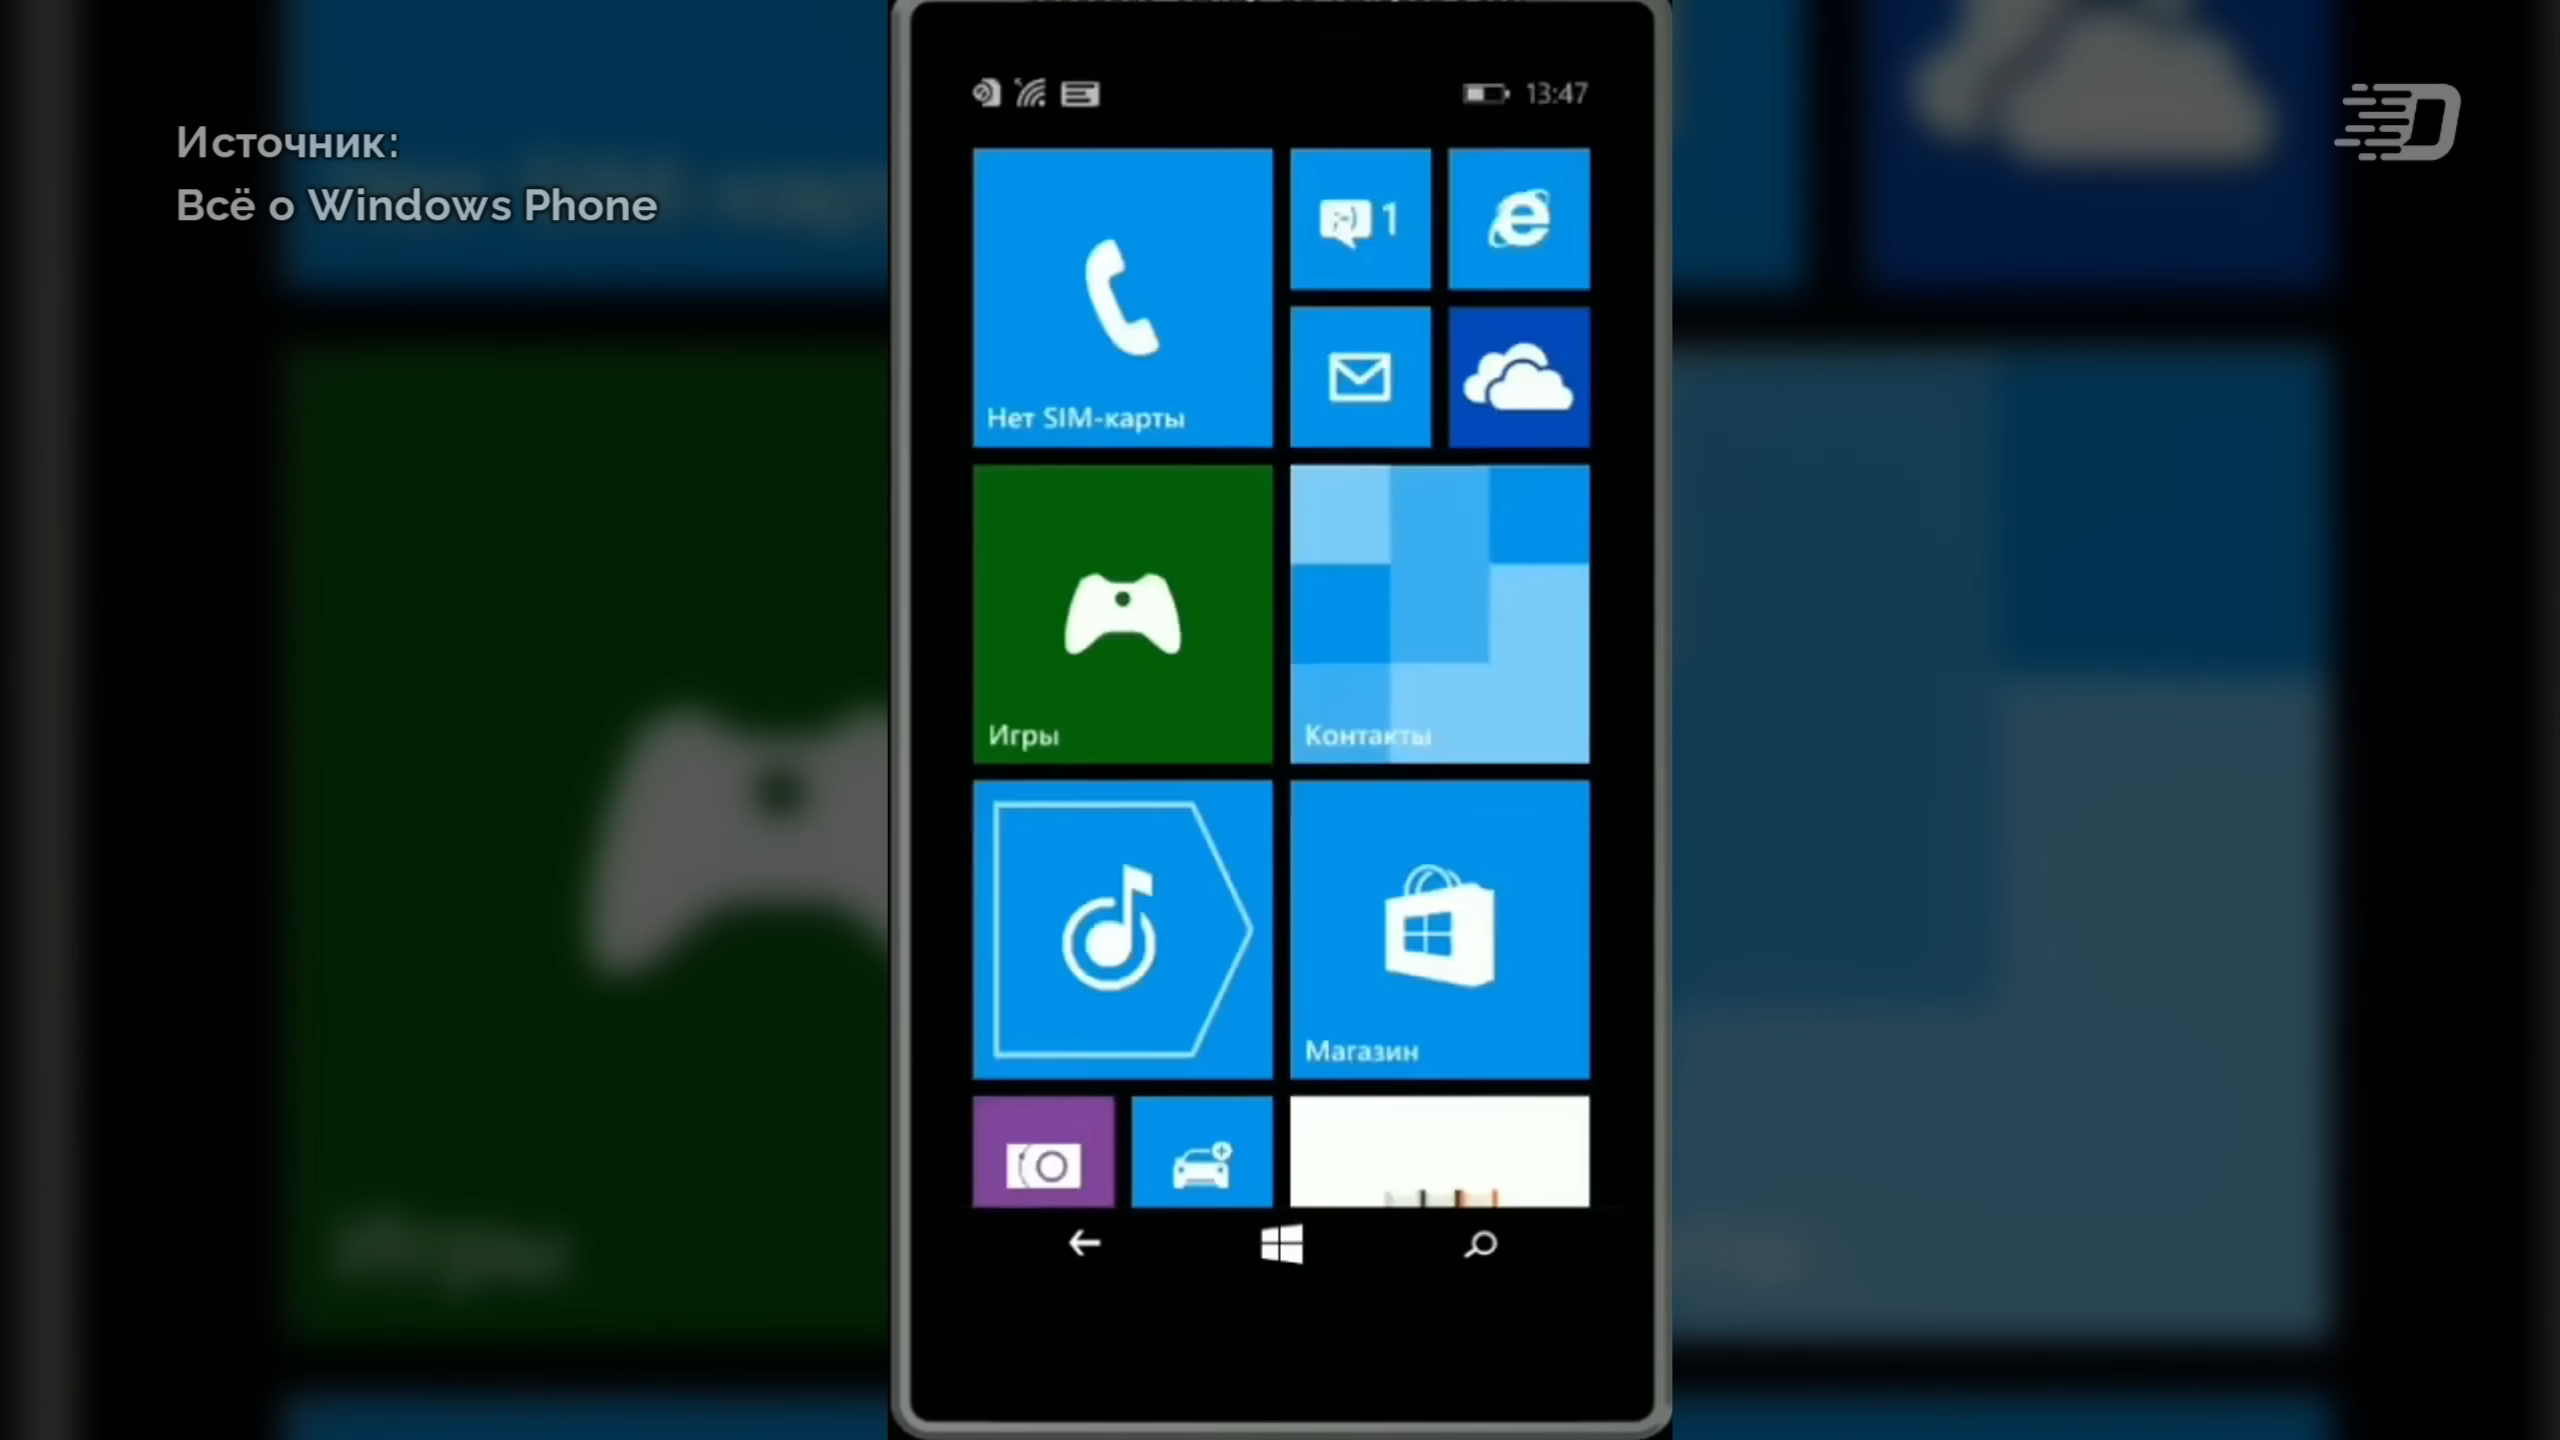 Источник:
Всё о Windows Phone
13:47
1
Нет SIM-карты
Игры
Контакты
Магазин